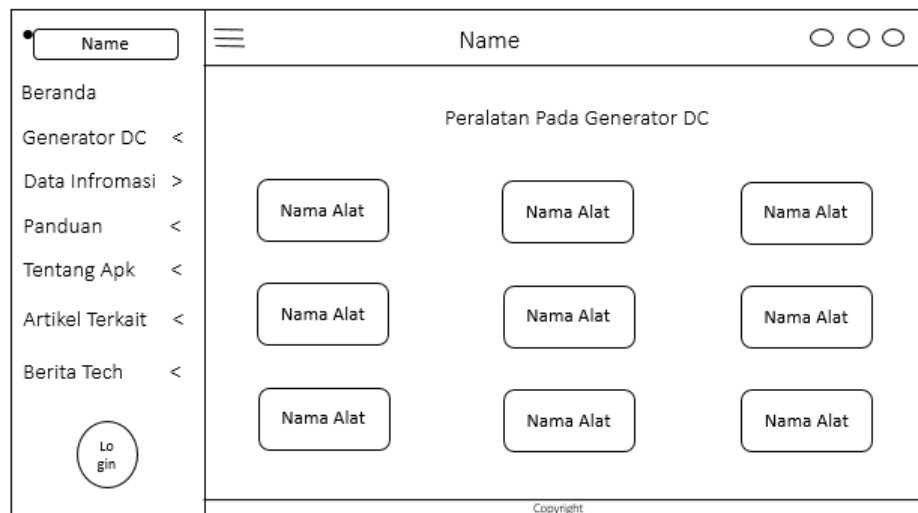 Name
Beranda
Generator DC <
Data Infromasi >
Panduan <
Tentang Apk <
Artikel Terkait <
Berita Tech <
Lo
gin
Name
Peralatan Pada Generator DC
Nama Alat Nama Alat Nama Alat
Nama Alat Nama Alat Nama Alat
Nama Alat Nama Alat Nama Alat
Copyright